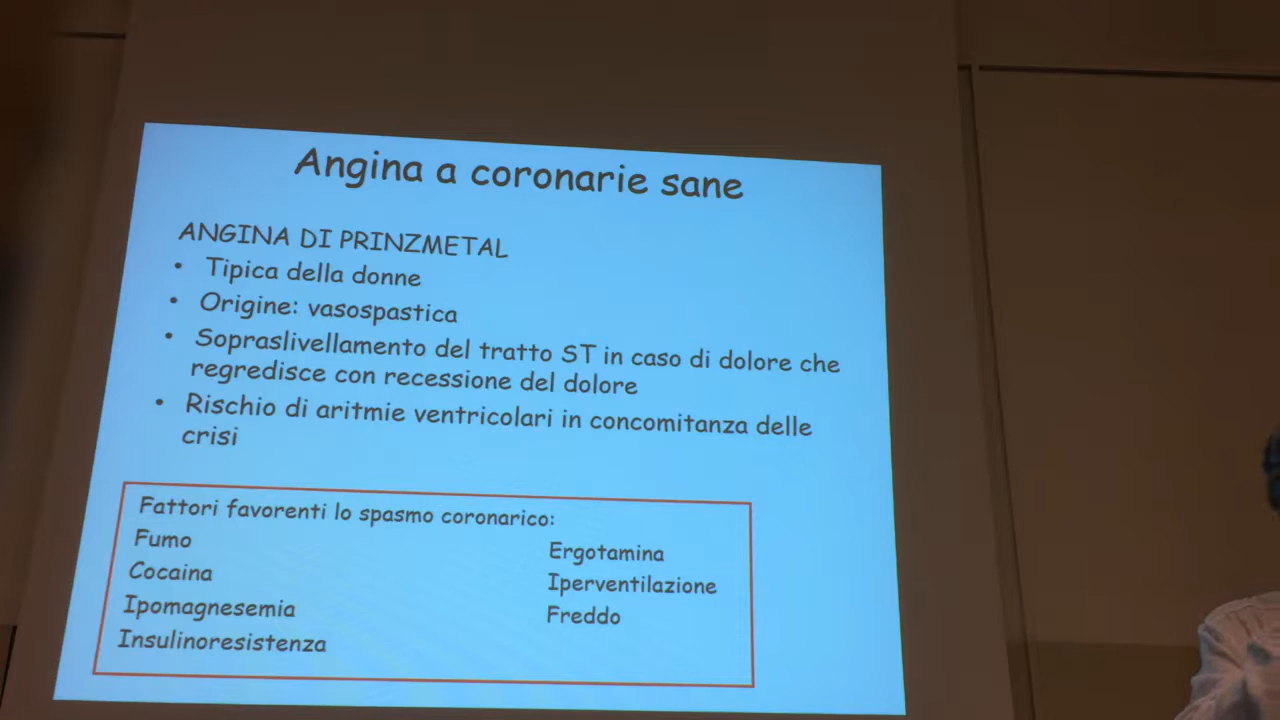 Angina a coronarie sane
ANGINA DI PRINZMETAL
• Tipica della donne
• Origine: vasospastica
• Sopraslivellamento del tratto ST in caso di dolore che
regredisce con recessione del dolore
• Rischio di aritmie ventricolari in concomitanza delle
crisi
Fattori favorenti lo spasmo coronarico:
Fumo
Cocaina
Ipomagnesemia
Insulinoresistenza
Ergotamina
Iperventilazione
Freddo